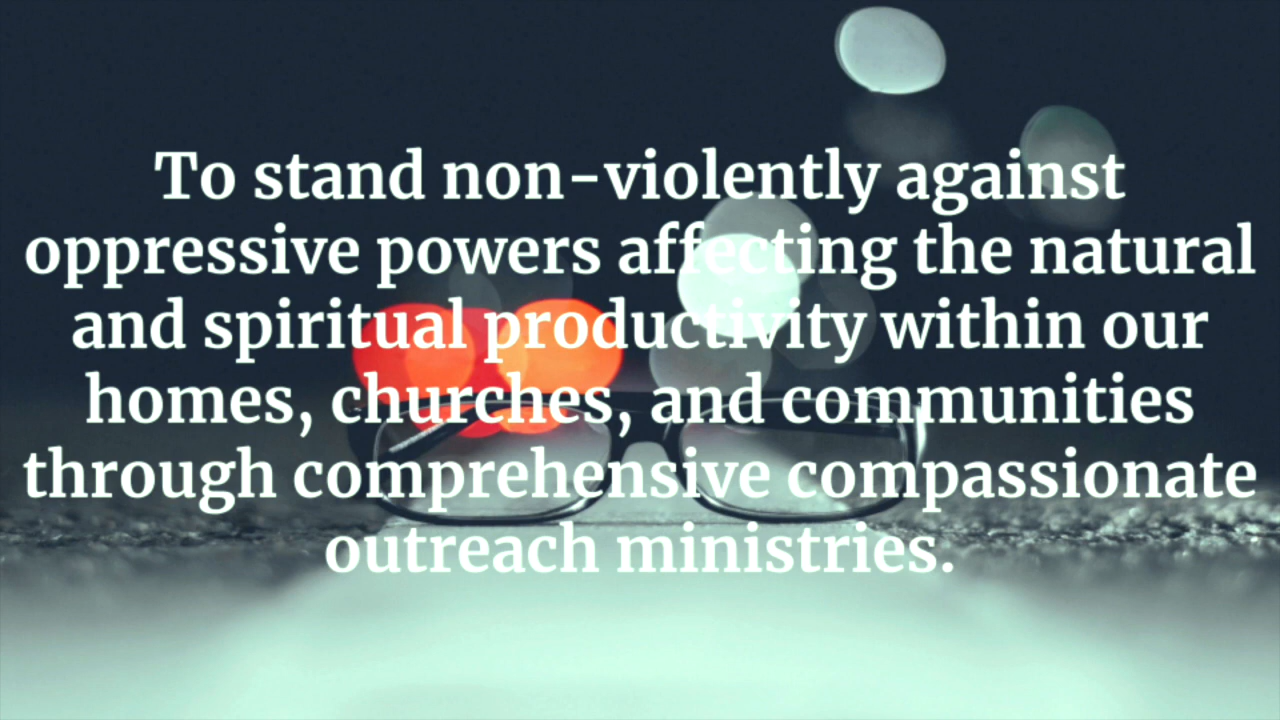 To stand non-violently against
oppressive powers affecting the natural
and spiritual productivity within our
homes, churches, and communities
through comprehensive compassionate
outreach ministries.